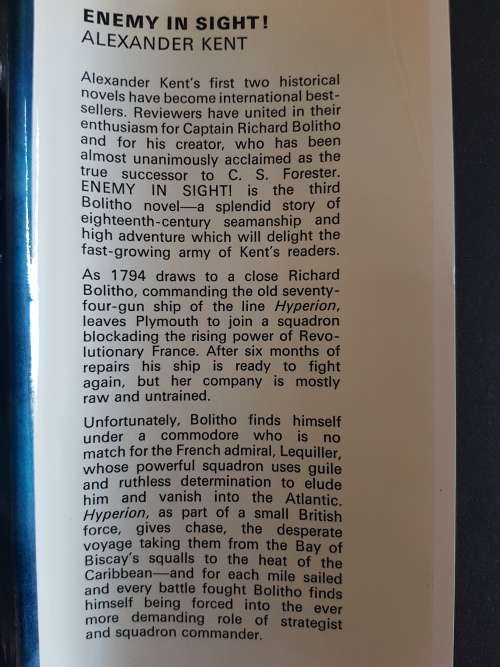 ENEMY IN SIGHT!
ALEXANDER KENT
Alexander Kent's first two historical
novels have become international best-
sellers. Reviewers have united in their
enthusiasm for Captain Richard Bolitho
and for his creator, who has been
almost unanimously acclaimed as the
true successor to C. S. Forester.
ENEMY IN SIGHT! is the third
Bolitho novel—a splendid story of
eighteenth-century seamanship and
high adventure which will delight the
fast-growing army of Kent's readers.
As 1794 draws to a close Richard
Bolitho, commanding the old seventy-
four-gun ship of the line Hyperion,
leaves Plymouth to join a squadron
blockading the rising power of Revo-
lutionary France. After six months of
repairs his ship is ready to fight
again, but her company is mostly
raw and untrained.
Unfortunately, Bolitho finds himself
under a commodore who is no
match for the French admiral, Lequiller,
whose powerful squadron uses guile
and ruthless determination to elude
him and vanish into the Atlantic.
Hyperion, as part of a small British
force, gives chase, the desperate
voyage taking them from the Bay of
Biscay's squalls to the heat of the
Caribbean—and for each mile sailed
and every battle fought Bolitho finds
himself being forced into the ever
more demanding role of strategist
and squadron commander.